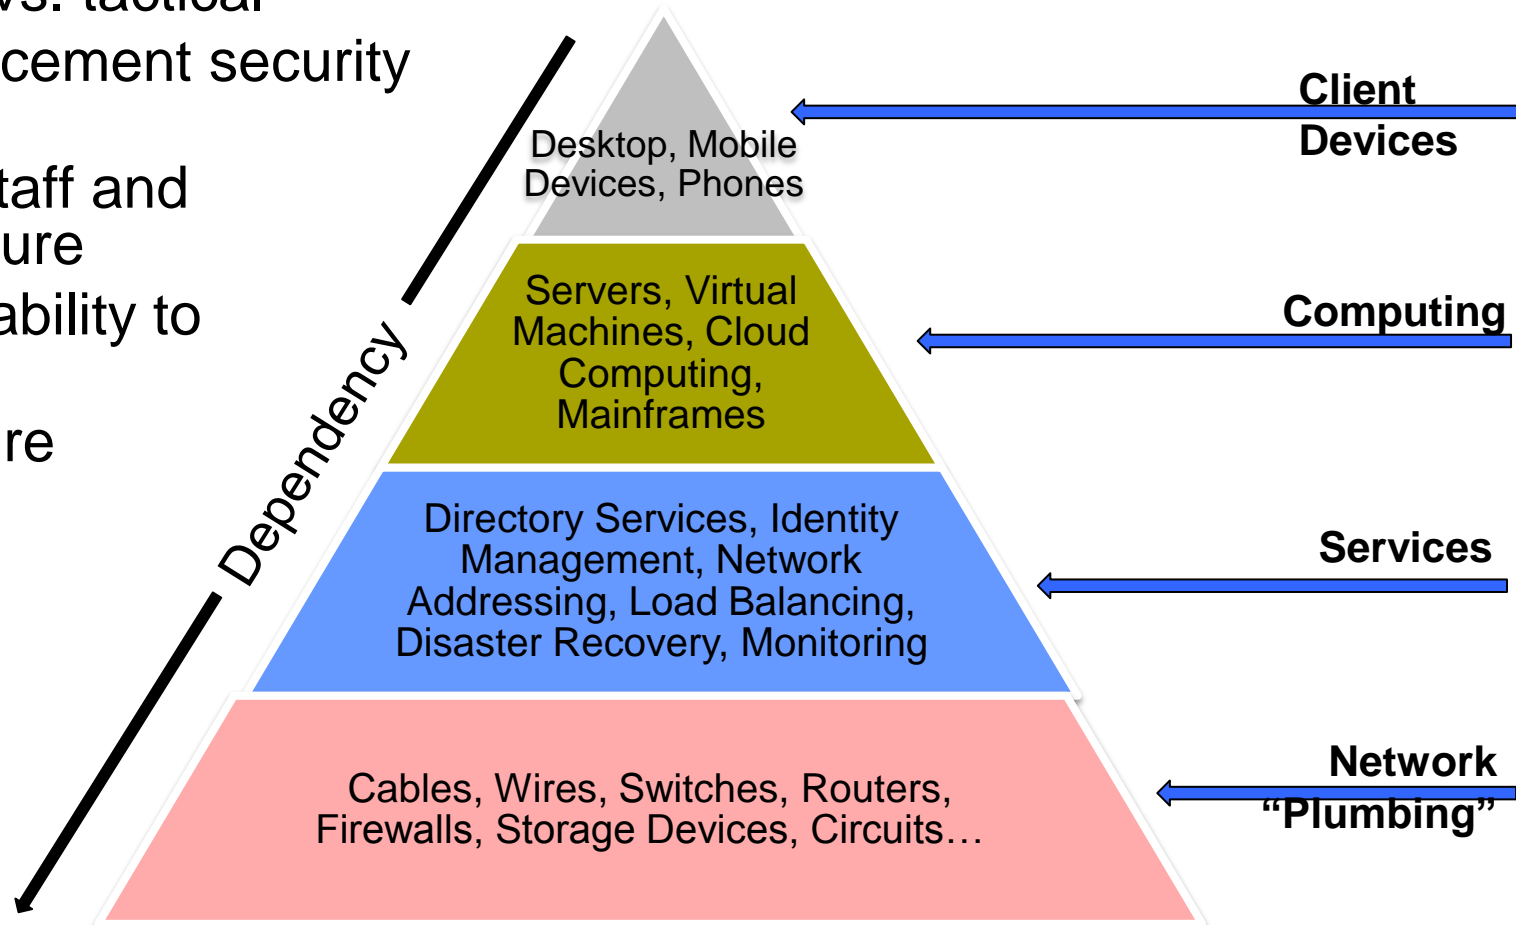 vs. tactical
cement security
taff and
ure
ability to
re
Dependency
Desktop, Mobile
Devices, Phones
Client
Devices
Servers, Virtual
Machines, Cloud
Computing,
Mainframes
Computing
Directory Services, Identity
Management, Network
Addressing, Load Balancing,
Disaster Recovery, Monitoring
Services
Cables, Wires, Switches, Routers,
Firewalls, Storage Devices, Circuits…
Network
“Plumbing”